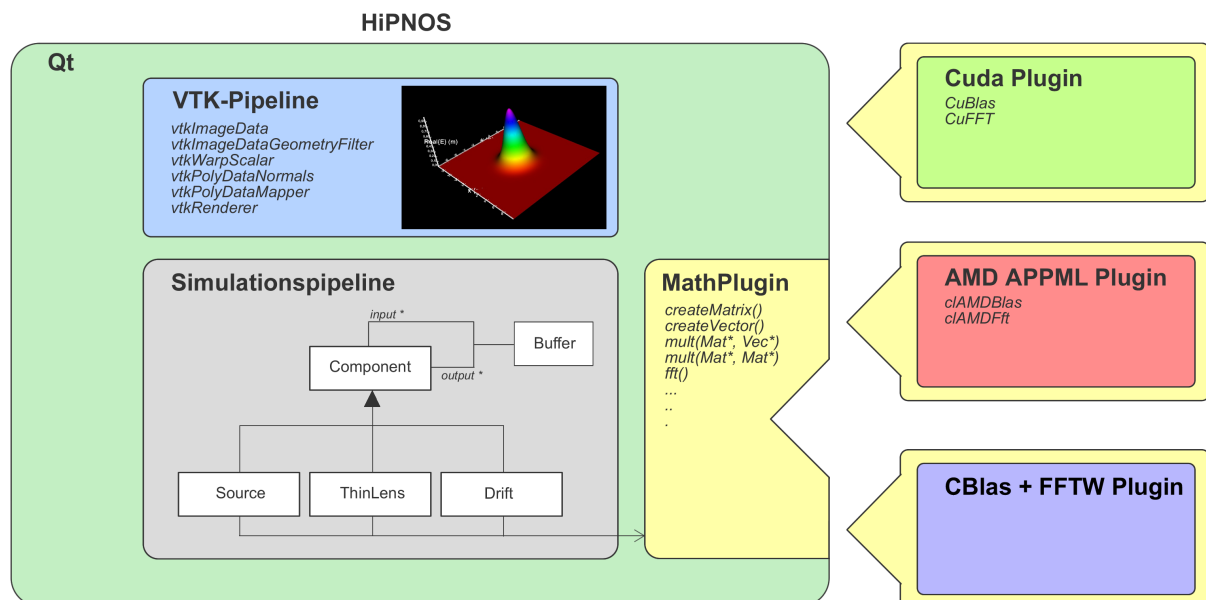 HiPNOS
Qt
VTK-Pipeline
vtkImageData
vtkImageDataGeometryFilter
vtkWarpScalar
vtkPolyDataNormals
vtkPolyDataMapper
vtkRenderer
Real(E) (m)
Simulationspipeline
input *
Buffer
Component
output *
Source
ThinLens
Drift
MathPlugin
createMatrix()
createVector()
mult(Mat*, Vec*)
mult(Mat*, Mat*)
fft()
...
..
.
Cuda Plugin
CuBlas
CuFFT
AMD APPML Plugin
clAMDBlas
clAMDFft
CBlas + FFTW Plugin